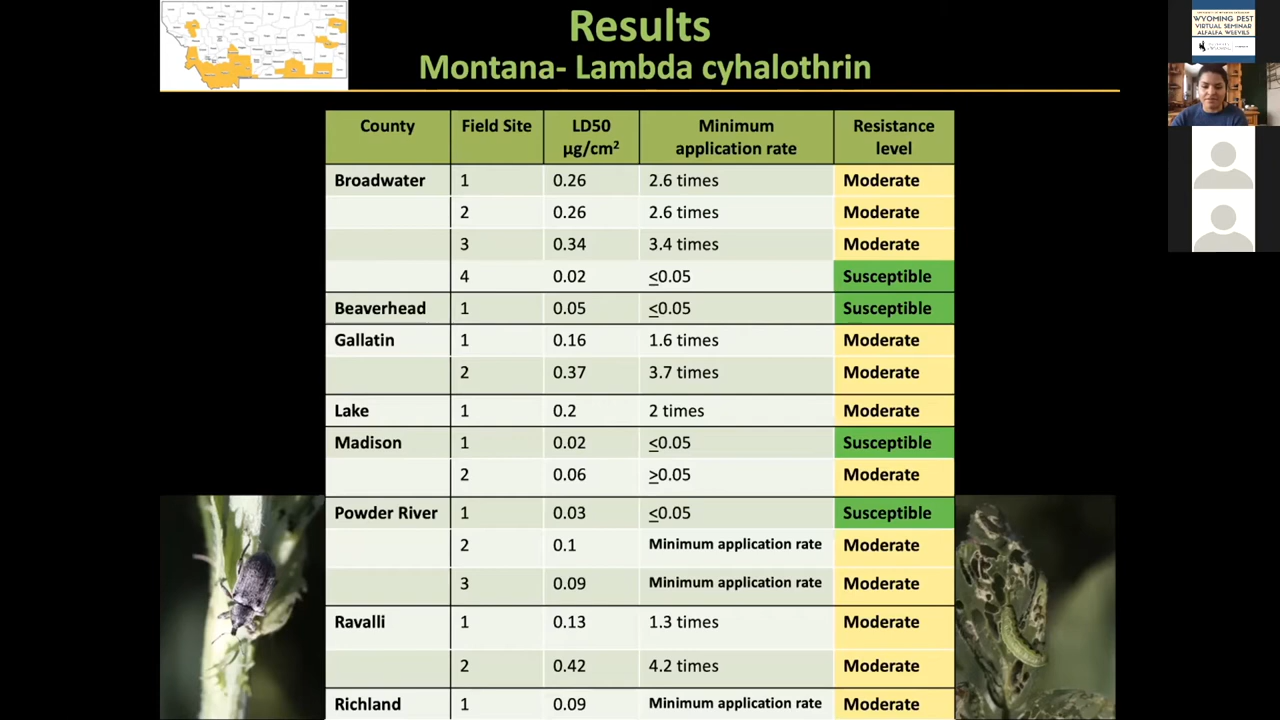 Results
Montana- Lambda cyhalothrin
County Field Site LD50 µg/cm² Minimum application rate Resistance level
Broadwater 1 0.26 2.6 times Moderate
2 0.26 2.6 times Moderate
3 0.34 3.4 times Moderate
4 0.02 ≤0.05 Susceptible
Beaverhead 1 0.05 ≤0.05 Susceptible
Gallatin 1 0.16 1.6 times Moderate
2 0.37 3.7 times Moderate
Lake 1 0.2 2 times Moderate
Madison 1 0.02 ≤0.05 Susceptible
2 0.06 ≥0.05 Moderate
Powder River 1 0.03 ≤0.05 Susceptible
2 0.1 Minimum application rate Moderate
3 0.09 Minimum application rate Moderate
Ravalli 1 0.13 1.3 times Moderate
2 0.42 4.2 times Moderate
Richland 1 0.09 Minimum application rate Moderate
WYOMING PEST
VIRTUAL SEMINAR
ALFALFA WEEVILS